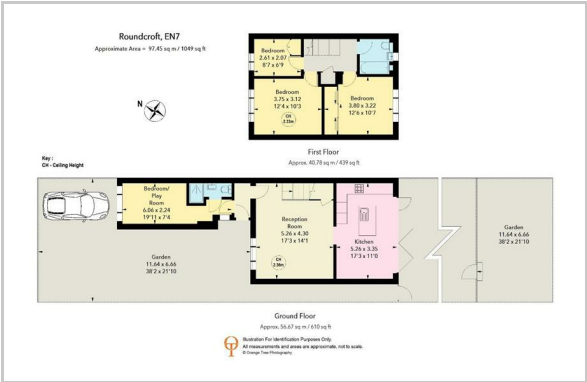 Roundcroft, EN7
Approximate Area = 97.45 sq m / 1049 sq ft
Bedroom
2.61 x 2.07
8'7 x 6'9
Bedroom
3.75 x 3.12
12'4 x 10'3
CH
2.33m
Bedroom
3.80 x 3.22
12'6 x 10'7
N
First Floor
Approx. 40.78 sq m / 439 sq ft
Key :
CH - Ceiling Height
Bedroom/
Play
Room
6.06 x 2.24
19'11 x 7'4
Reception
Room
5.26 x 4.30
17'3 x 14'1
CH
2.36m
Kitchen
5.26 x 3.35
17'3 x 11'0
Garden
11.64 x 6.66
38'2 x 21'10
Garden
11.64 x 6.66
38'2 x 21'10
Ground Floor
Approx. 56.67 sq m / 610 sq ft
Illustration For Identification Purposes Only.
All measurements and areas are approximate, not to scale.
© Orange Tree Photography